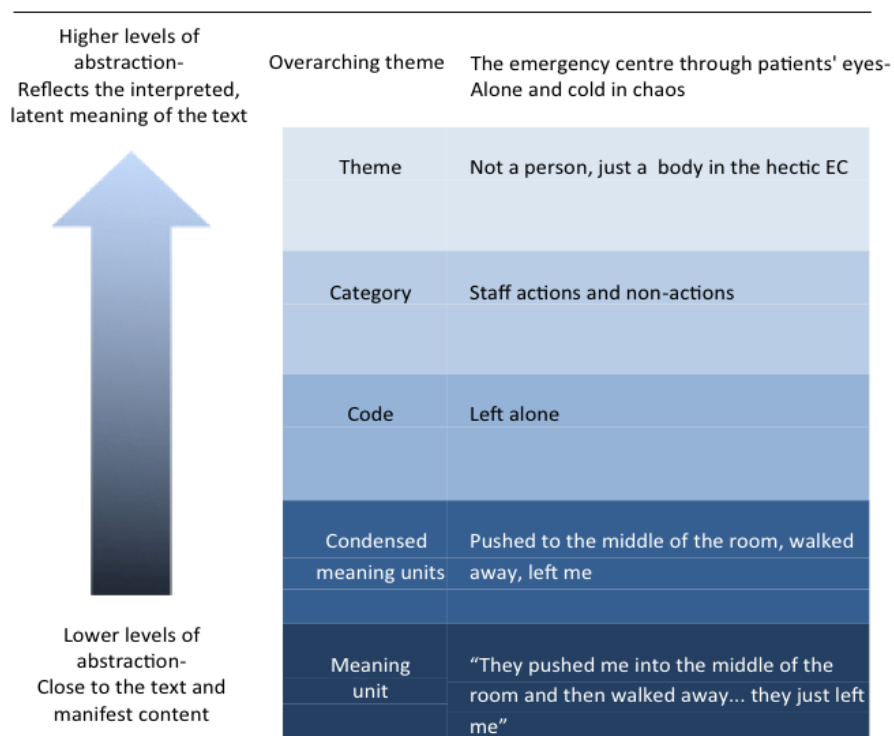 Higher levels of
abstraction-
Reflects the interpreted,
latent meaning of the text
Overarching theme
The emergency centre through patients' eyes-
Alone and cold in chaos
Theme
Not a person, just a body in the hectic EC
Category
Staff actions and non-actions
Code
Left alone
Condensed
meaning units
Pushed to the middle of the room, walked
away, left me
Lower levels of
abstraction-
Close to the text and
manifest content
Meaning
unit
“They pushed me into the middle of the
room and then walked away... they just left
me”